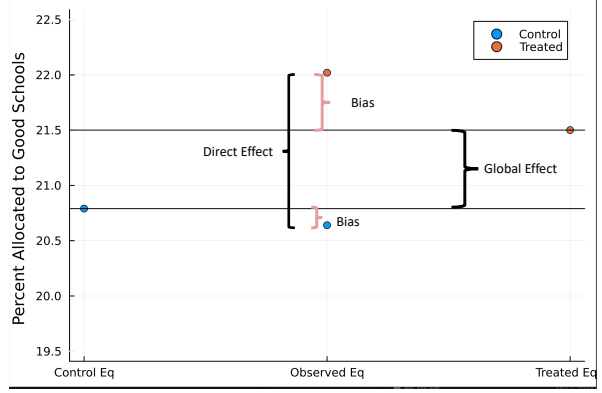 22.5
22.0
21.5
21.0
20.5
20.0
19.5
Percent Allocated to Good Schools
Control
Treated
Bias
Direct Effect
Global Effect
Bias
Control Eq
Observed Eq
Treated Eq